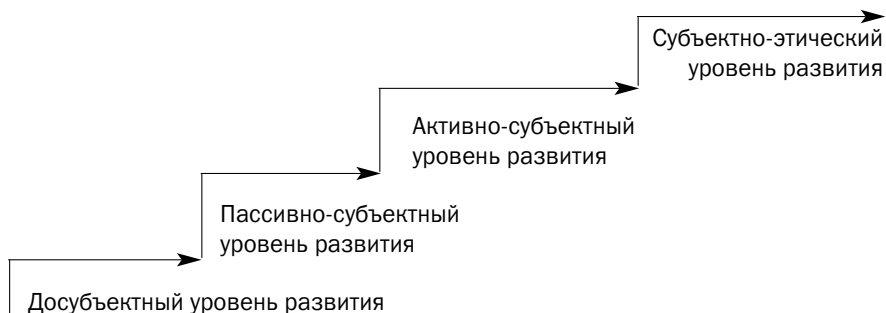 Субъектно-этический
уровень развития
Активно-субъектный
уровень развития
Пассивно-субъектный
уровень развития
Досубъектный уровень развития